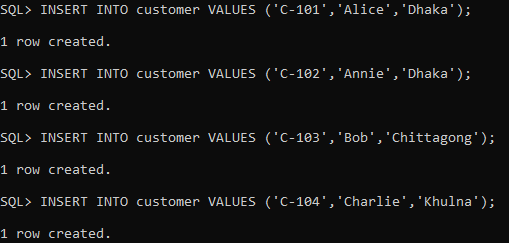 SQL> INSERT INTO customer VALUES ('C-101','Alice','Dhaka');
1 row created.
SQL> INSERT INTO customer VALUES ('C-102','Annie','Dhaka');
1 row created.
SQL> INSERT INTO customer VALUES ('C-103','Bob','Chittagong');
1 row created.
SQL> INSERT INTO customer VALUES ('C-104','Charlie','Khulna');
1 row created.